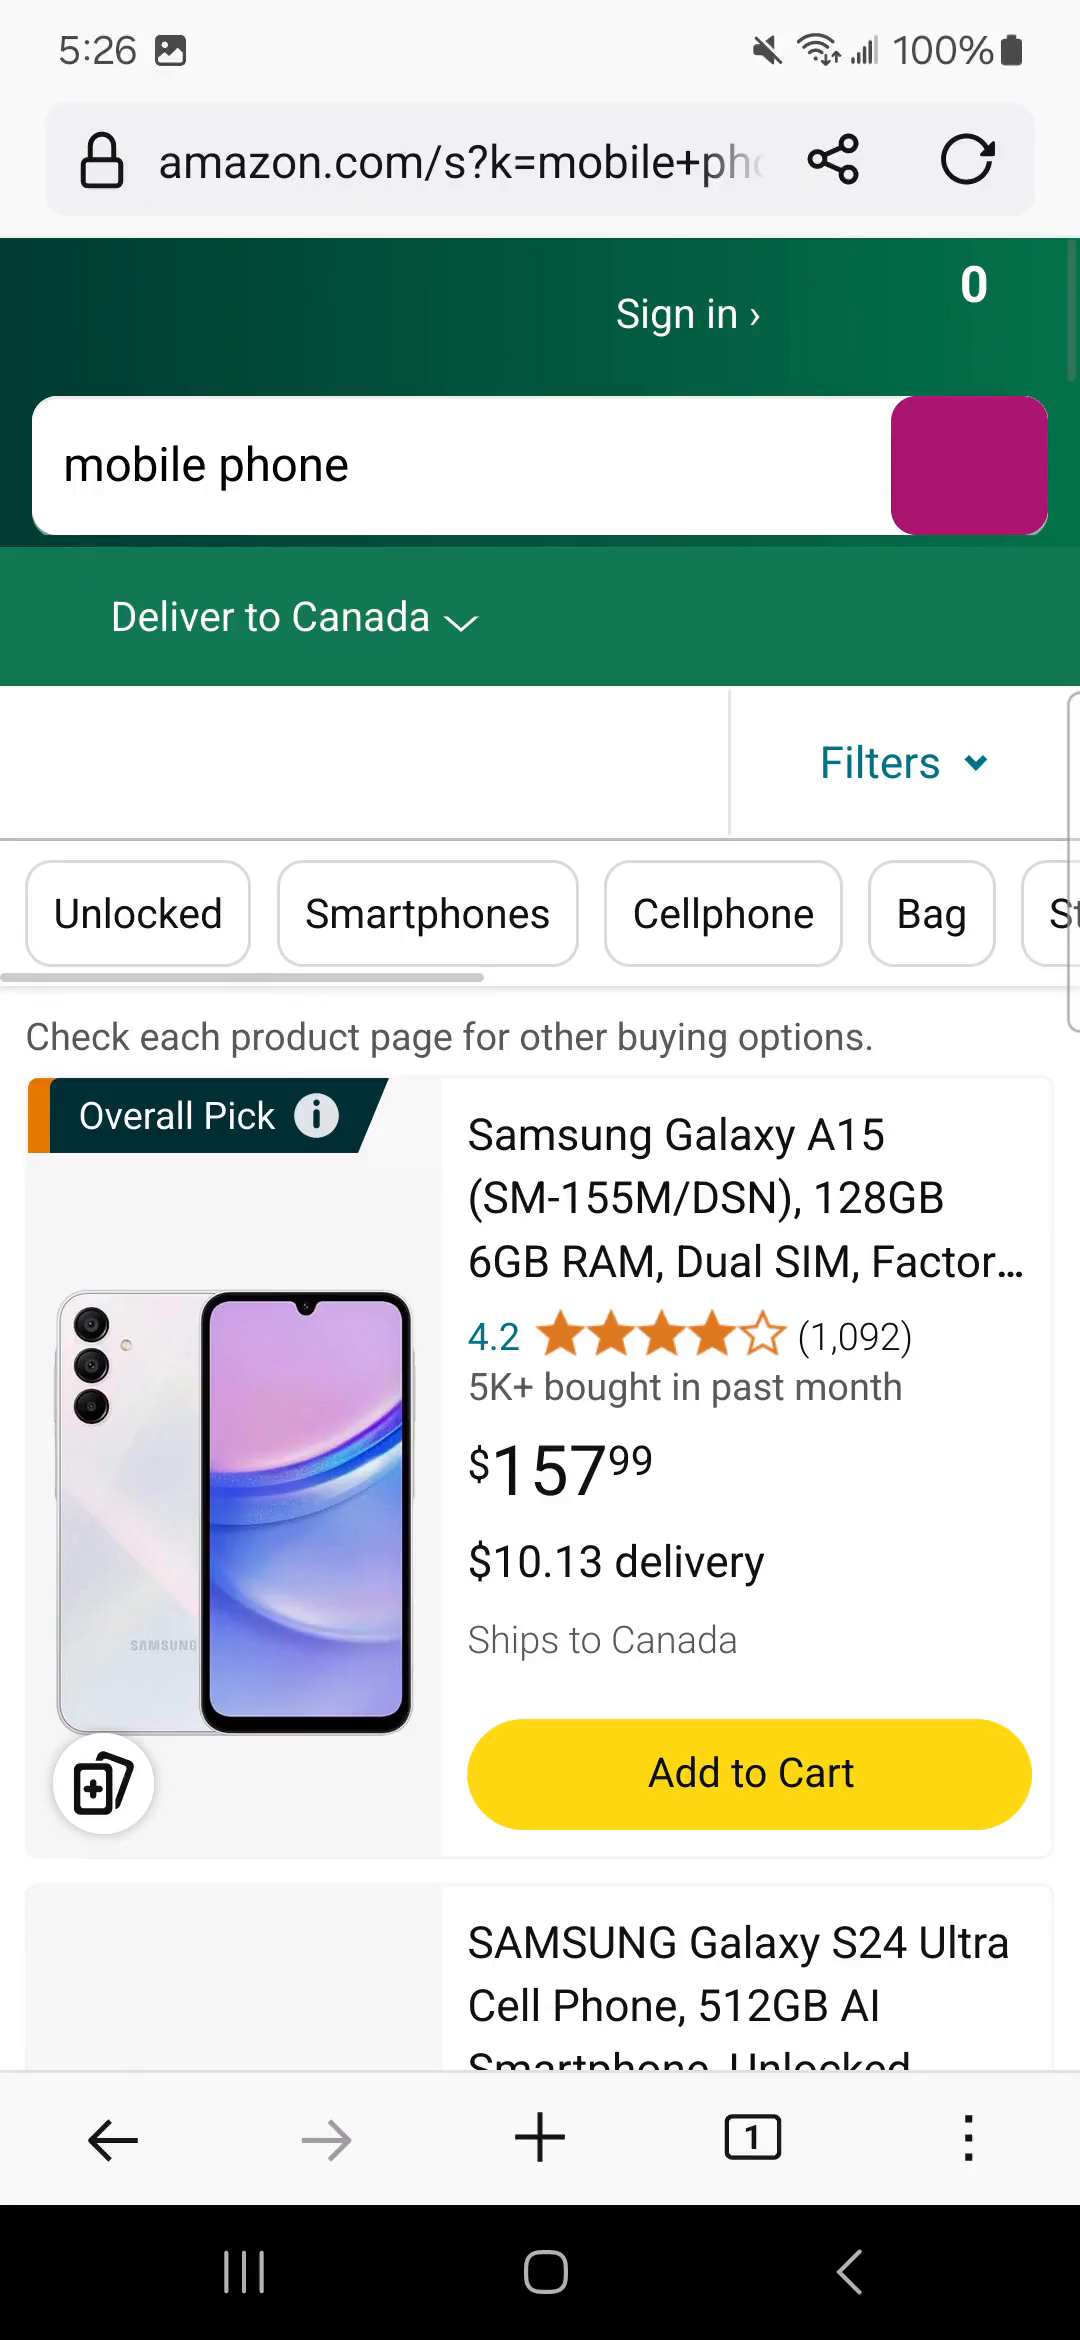 5:26
100%
amazon.com/s?k=mobile+pho
Sign in ›
0
mobile phone
Deliver to Canada
Filters
Unlocked
Smartphones
Cellphone
Bag
Check each product page for other buying options.
Overall Pick
Samsung Galaxy A15
(SM-155M/DSN), 128GB
6GB RAM, Dual SIM, Factor...
4.2
(1,092)
5K+ bought in past month
$157.99
$10.13 delivery
Ships to Canada
SAMSUNG
Add to Cart
SAMSUNG Galaxy S24 Ultra
Cell Phone, 512GB AI
Smartphone, Unlocked
1